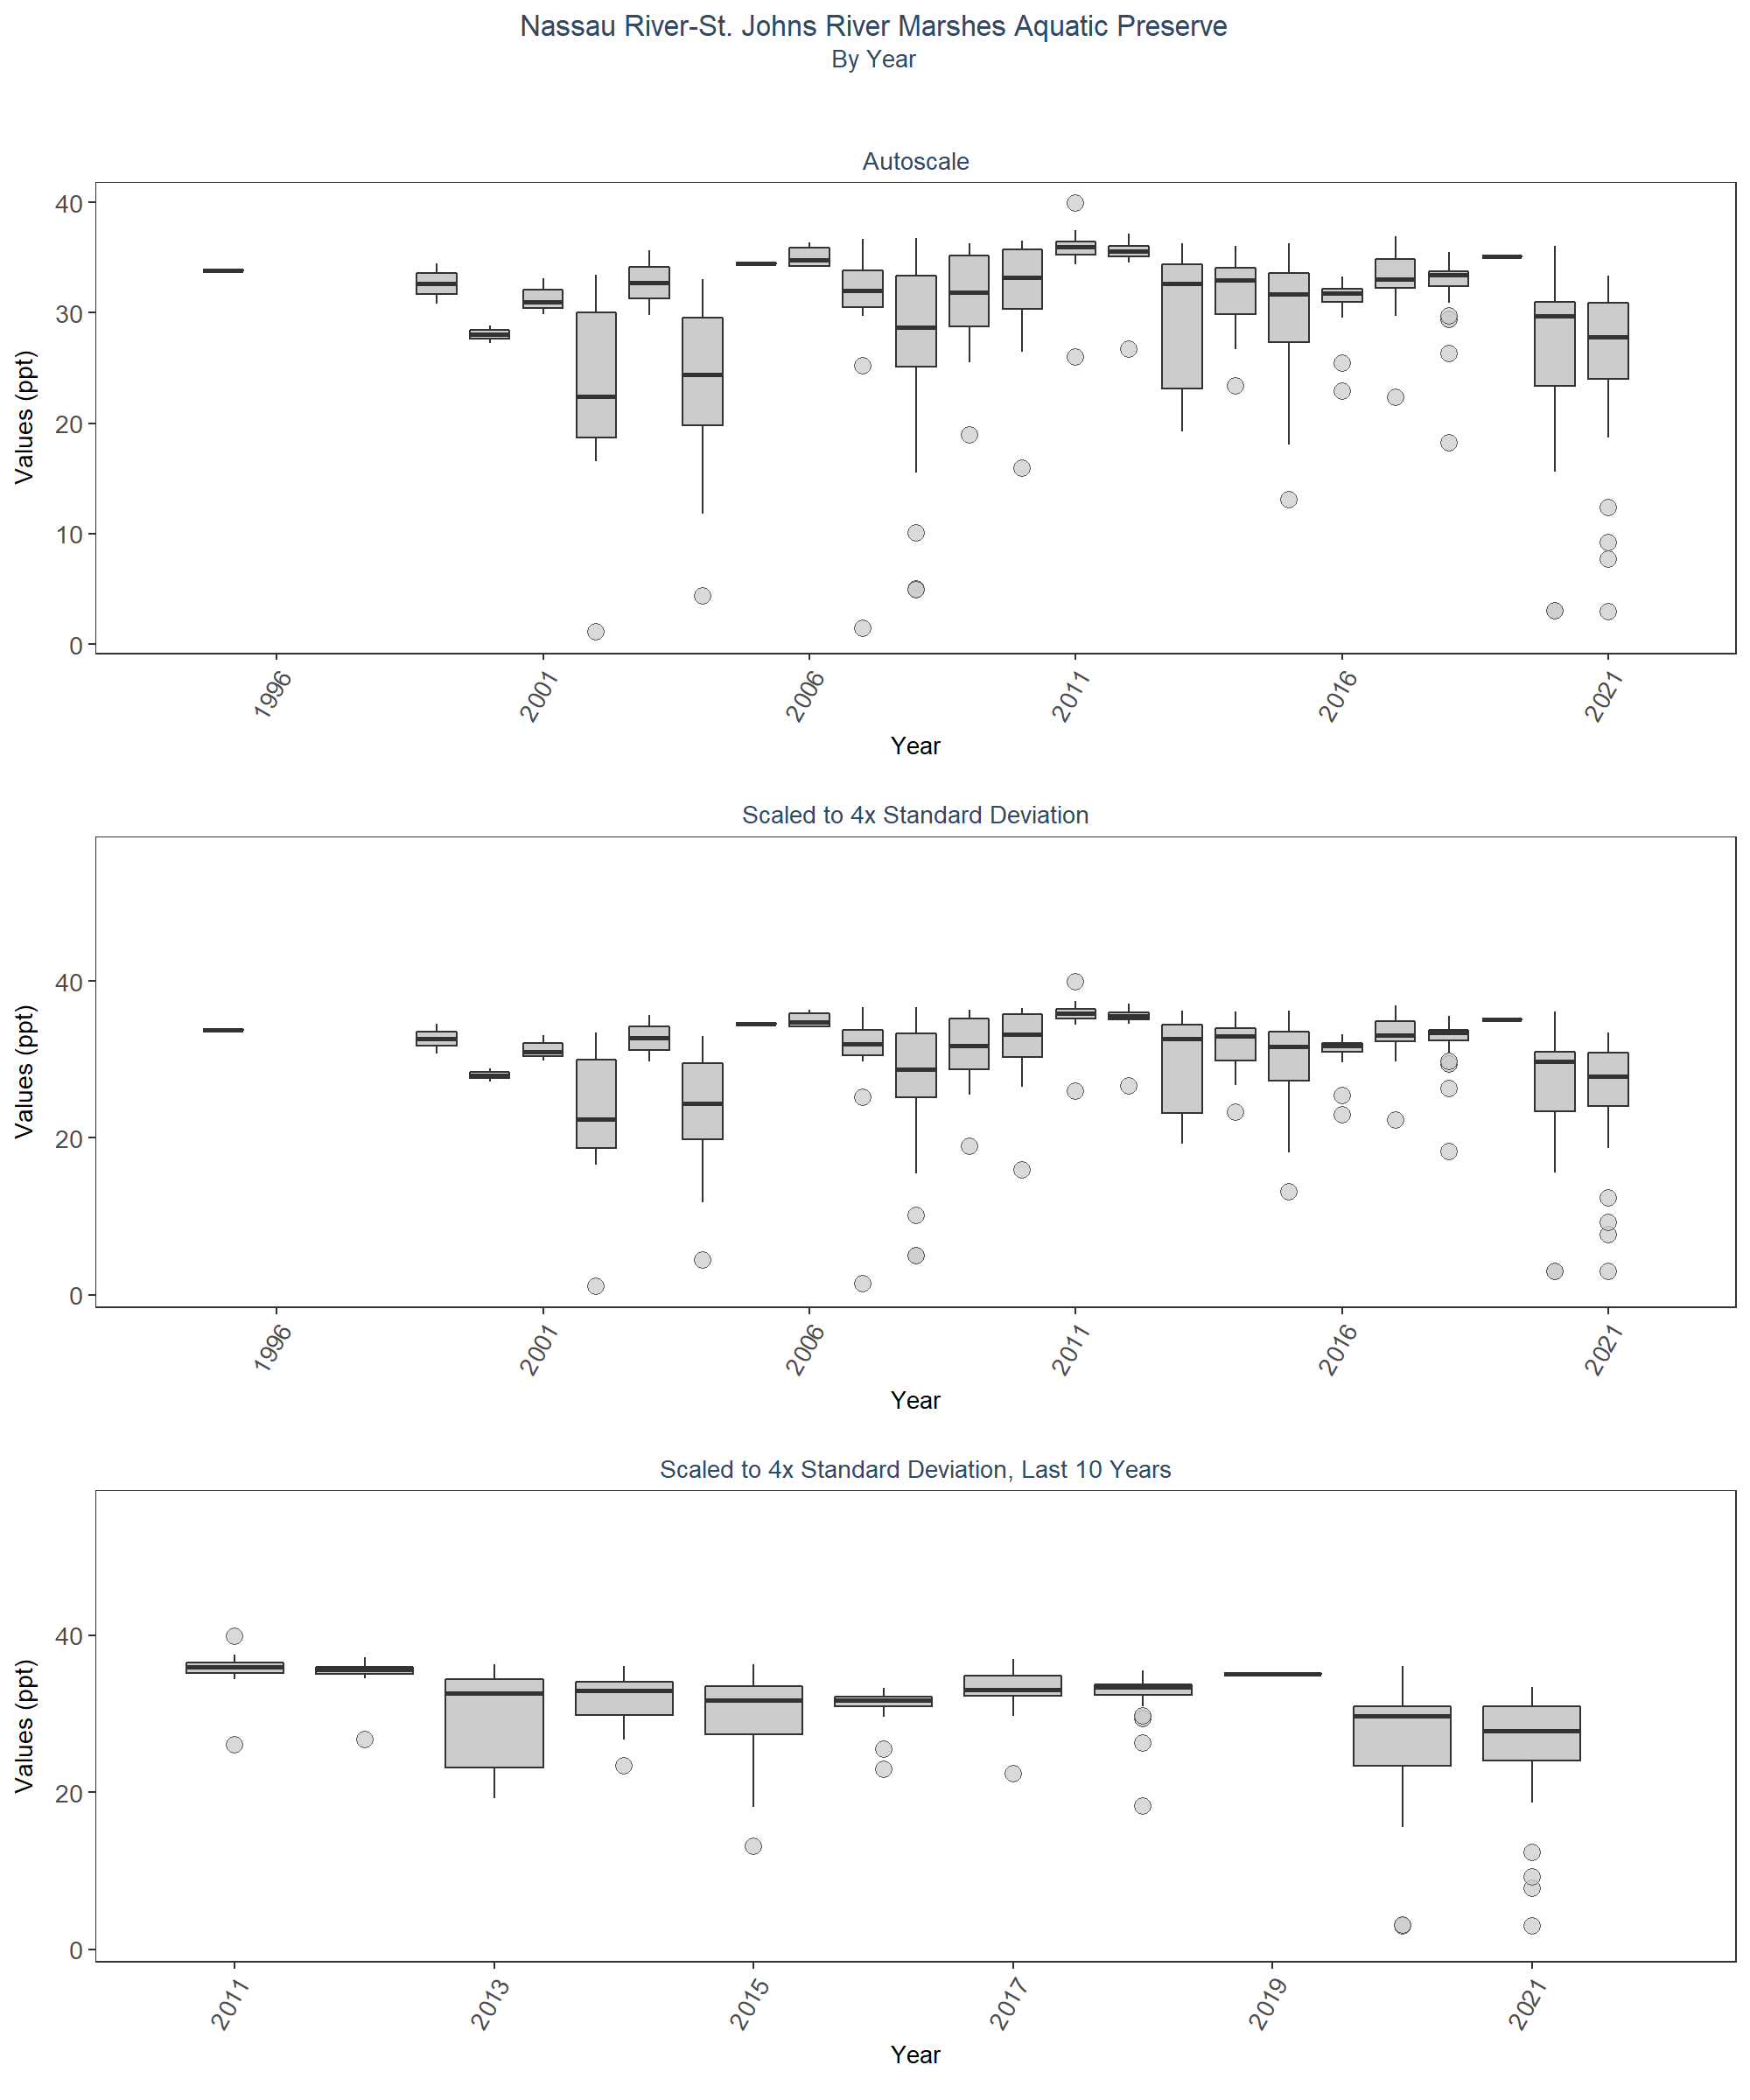 Nassau River-St. Johns River Marshes Aquatic Preserve
By Year
Autoscale
40
30
20
10
0
Values (ppt)
1996 2001 2006 2011 2016 2021
Year
Scaled to 4x Standard Deviation
40
20
0
Values (ppt)
1996 2001 2006 2011 2016 2021
Year
Scaled to 4x Standard Deviation, Last 10 Years
40
20
0
Values (ppt)
2011 2013 2015 2017 2019 2021
Year